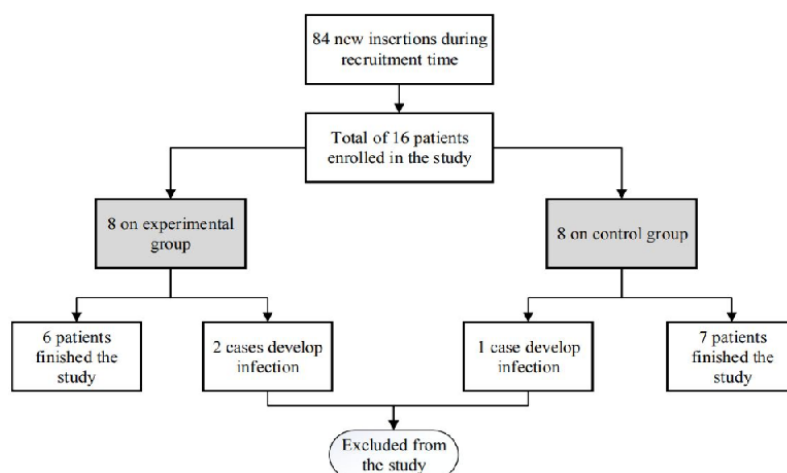 84 new insertions during
recruitment time
Total of 16 patients
enrolled in the study
8 on experimental
group
8 on control group
6 patients
finished the
study
2 cases develop
infection
1 case develop
infection
7 patients
finished the
study
Excluded from
the study